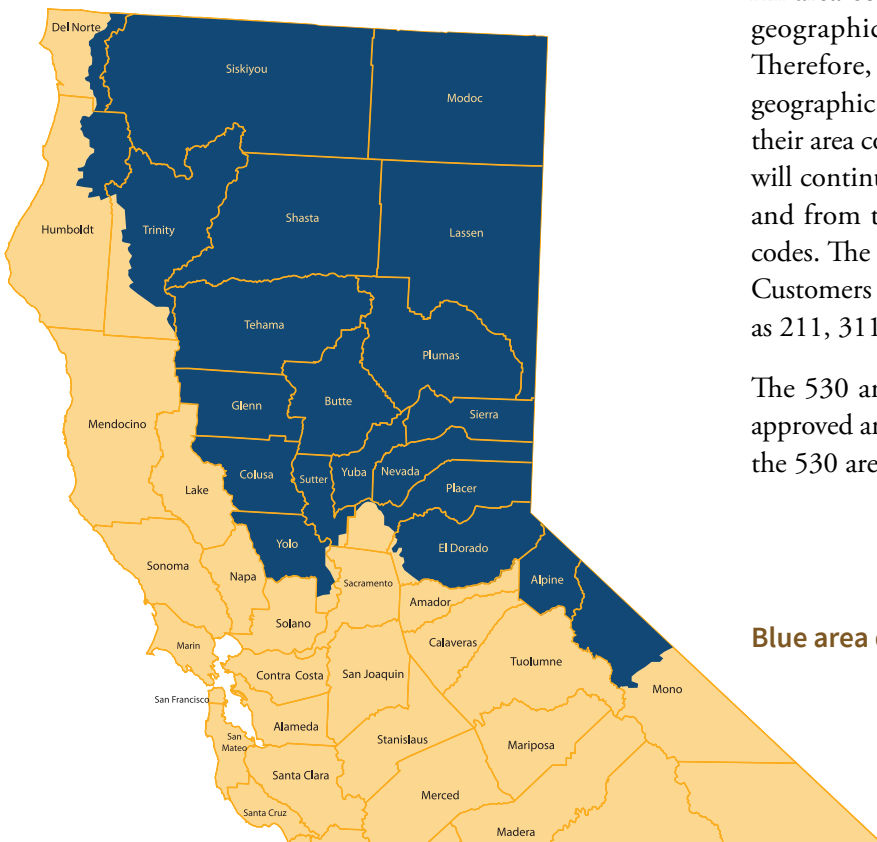 geographic
Therefore,
geographica
their area co
will continu
and from t
codes. The
Customers
as 211, 311
The 530 ar
approved an
the 530 are
Blue area
Del Norte
Siskiyou
Modoc
Humboldt
Trinity
Shasta
Lassen
Tehama
Plumas
Mendocino
Glenn
Butte
Sierra
Lake
Colusa
Sutter
Yuba
Nevada
Placer
Yolo
El Dorado
Sonoma
Napa
Sacramento
Alpine
Solano
Amador
Marin
Calaveras
Contra Costa
San Joaquin
Tuolumne
San Francisco
Mono
Alameda
San
Mateo
Stanislaus
Mariposa
Santa Clara
Merced
Santa Cruz
Madera